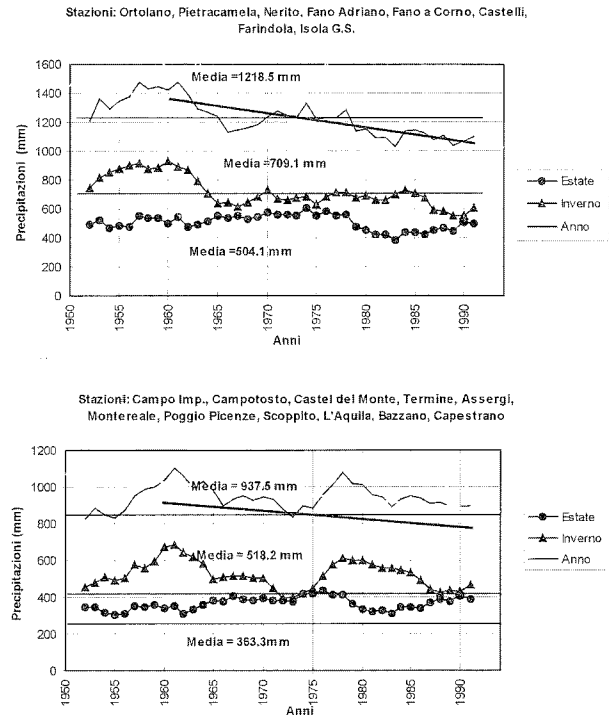 Stazioni: Ortolano, Pietracamela, Nerito, Fano Adriano, Fano a Corno, Castelli,
Farindola, Isola G.S.
1600
1400
1200
1000
800
600
400
200
0
Precipitazioni (mm)
Media =1218.5 mm
Media =709.1 mm
Media =504.1 mm
Estate
Inverno
Anno
1950
1955
1960
1965
1970
1975
1980
1985
1990
Anni
Stazioni: Campo Imp., Campotosto, Castel del Monte, Termine, Assergi,
Montereale, Poggio Picenze, Scoppito, L'Aquila, Bazzano, Capestrano
1200
1000
800
600
400
200
0
Precipitazioni (mm)
Media = 937.5 mm
Media = 518.2 mm
Media = 363.3mm
Estate
Inverno
Anno
1950
1955
1960
1965
1970
1975
1980
1985
1990
Anni